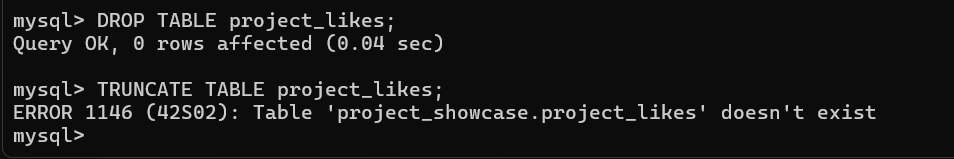 mysql> DROP TABLE project_likes;
Query OK, 0 rows affected (0.04 sec)
mysql> TRUNCATE TABLE project_likes;
ERROR 1146 (42S02): Table 'project_showcase.project_likes' doesn't exist
mysql>